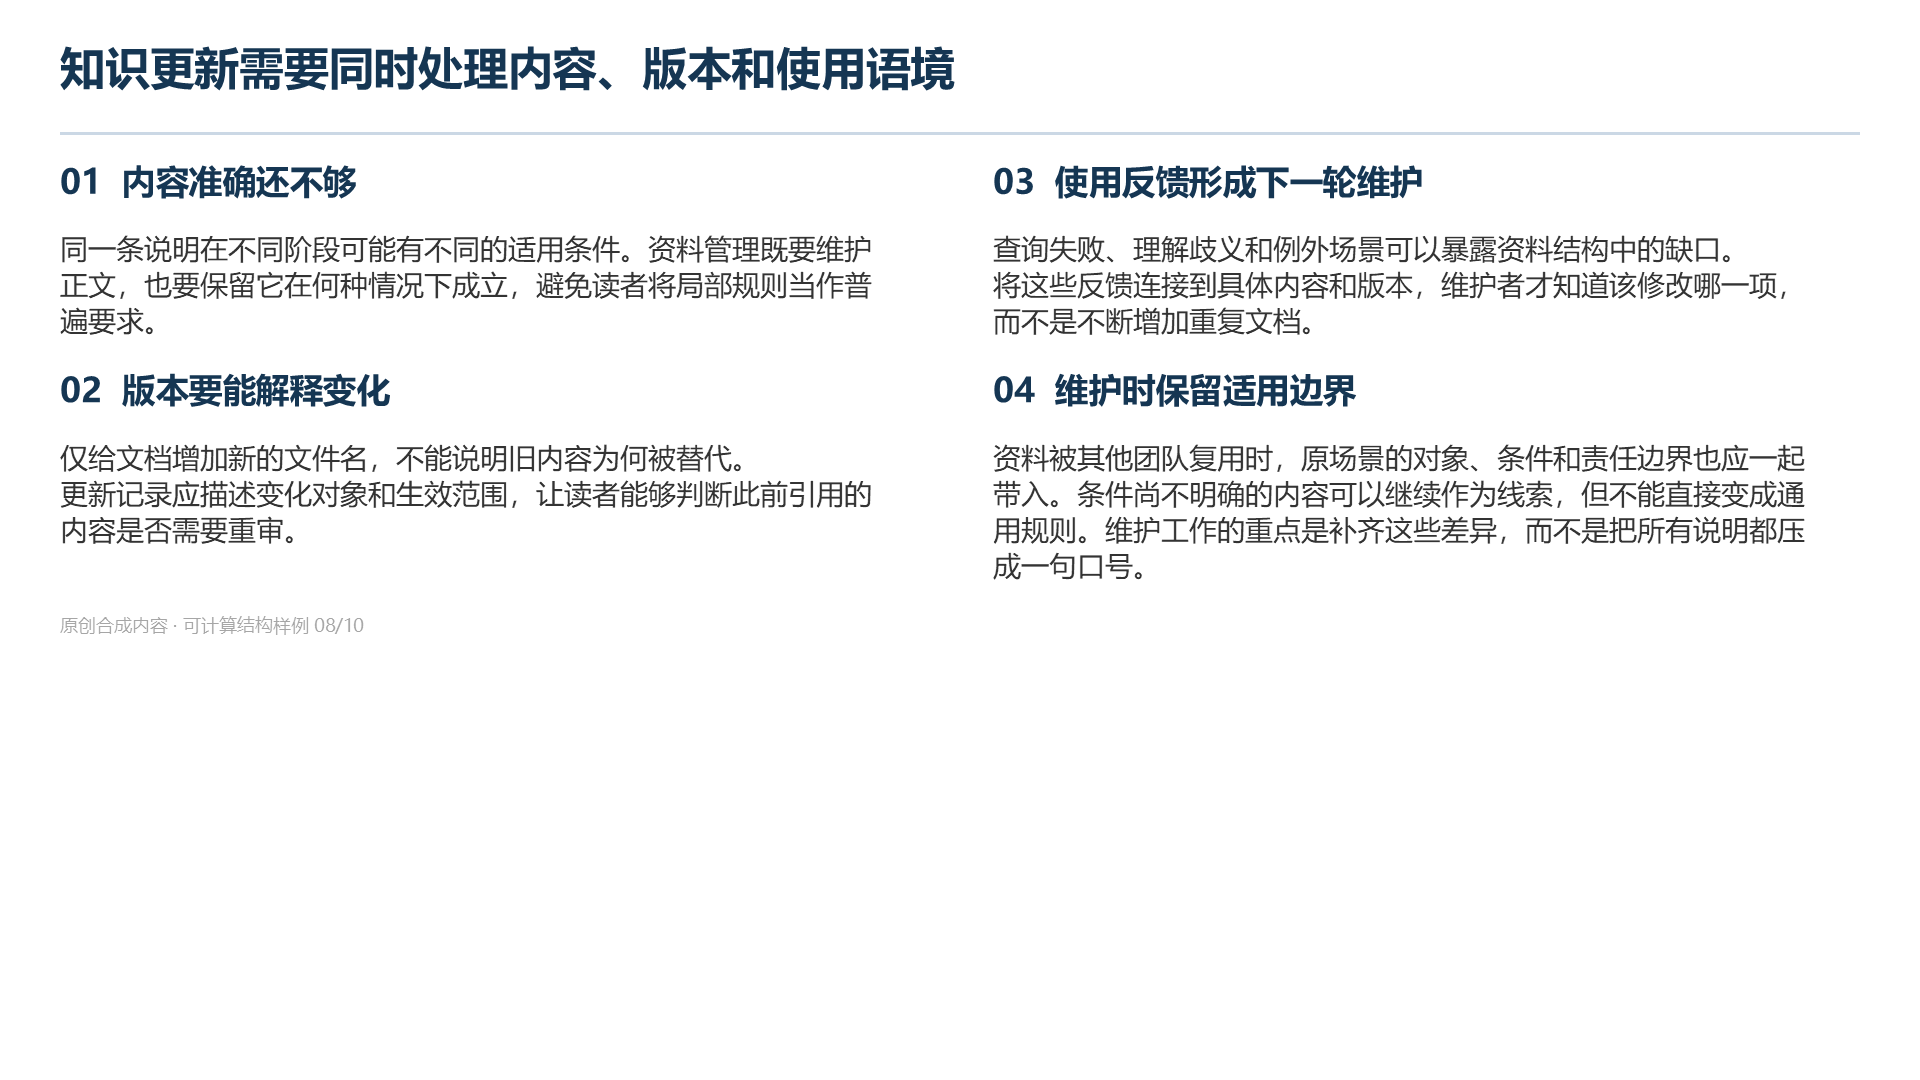 知识更新需要同时处理内容、版本和使用语境
01 内容准确还不够
同一条说明在不同阶段可能有不同的适用条件。资料管理既要维护
正文，也要保留它在何种情况下成立，避免读者将局部规则当作普
遍要求。
02 版本要能解释变化
仅给文档增加新的文件名，不能说明旧内容为何被替代。
更新记录应描述变化对象和生效范围，让读者能够判断此前引用的
内容是否需要重审。
03 使用反馈形成下一轮维护
查询失败、理解歧义和例外场景可以暴露资料结构中的缺口。
将这些反馈连接到具体内容和版本，维护者才知道该修改哪一项，
而不是不断增加重复文档。
04 维护时保留适用边界
资料被其他团队复用时，原场景的对象、条件和责任边界也应一起
带入。条件尚不明确的内容可以继续作为线索，但不能直接变成通
用规则。维护工作的重点是补齐这些差异，而不是把所有说明都压
成一句口号。
原创合成内容 · 可计算结构样例 08/10